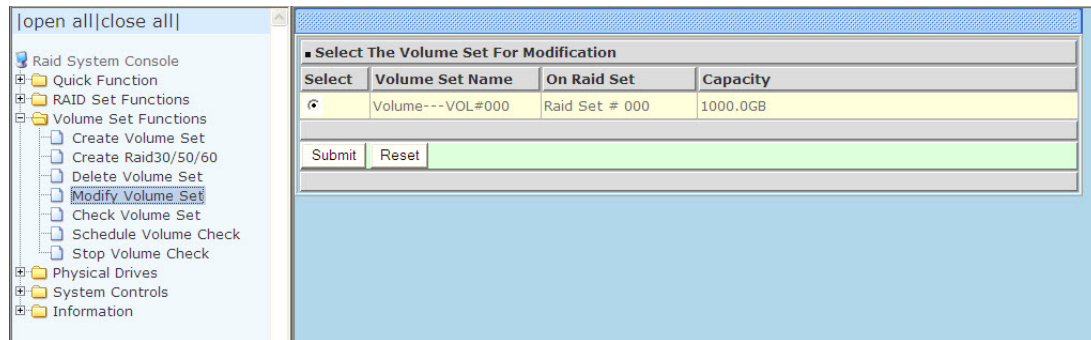 |open all|close all|
Raid System Console
Quick Function
RAID Set Functions
Volume Set Functions
Create Volume Set
Create Raid30/50/60
Delete Volume Set
Modify Volume Set
Check Volume Set
Schedule Volume Check
Stop Volume Check
Physical Drives
System Controls
Information
Select The Volume Set For Modification
Select Volume Set Name On Raid Set Capacity
Volume---VOL#000 Raid Set # 000 1000.0GB
Submit Reset